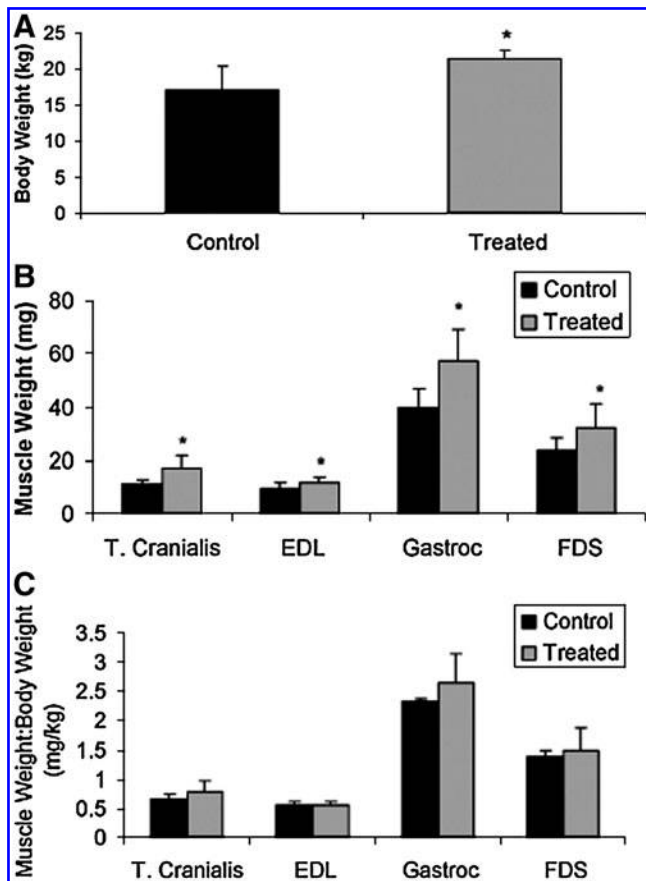 A
Body Weight (kg)
25
20
15
10
5
0
*
Control
Treated
B
Muscle Weight (mg)
80
60
40
20
0
Control
Treated
*
*
*
*
T. Cranialis
EDL
Gastroc
FDS
C
Muscle Weight:Body Weight
(mg/kg)
3.5
3
2.5
2
1.5
1
0.5
0
Control
Treated
T. Cranialis
EDL
Gastroc
FDS